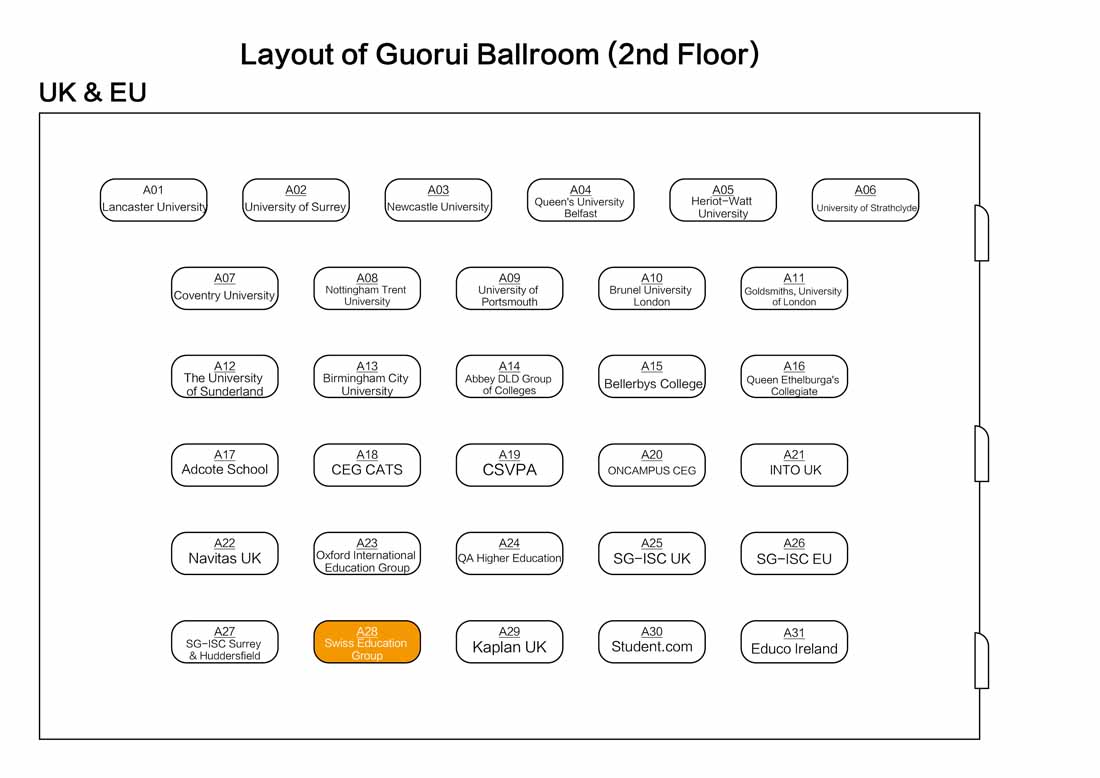 Layout of Guorui Ballroom (2nd Floor)
UK & EU
A01
Lancaster University
A02
University of Surrey
A03
Newcastle University
A04
Queen's University
Belfast
A05
Heriot-Watt
University
A06
University of Strathclyde
A07
Coventry University
A08
Nottingham Trent
University
A09
University of
Portsmouth
A10
Brunel University
London
A11
Goldsmiths, University
of London
A12
The University
of Sunderland
A13
Birmingham City
University
A14
Abbey DLD Group
of Colleges
A15
Bellerbys College
A16
Queen Ethelburga's
Collegiate
A17
Adcote School
A18
CEG CATS
A19
CSVPA
A20
ONCAMPUS CEG
A21
INTO UK
A22
Navitas UK
A23
Oxford International
Education Group
A24
QA Higher Education
A25
SG-ISC UK
A26
SG-ISC EU
A27
SG-ISC Surrey
& Huddersfield
A28
Swiss Education
Group
A29
Kaplan UK
A30
Student.com
A31
Educo Ireland